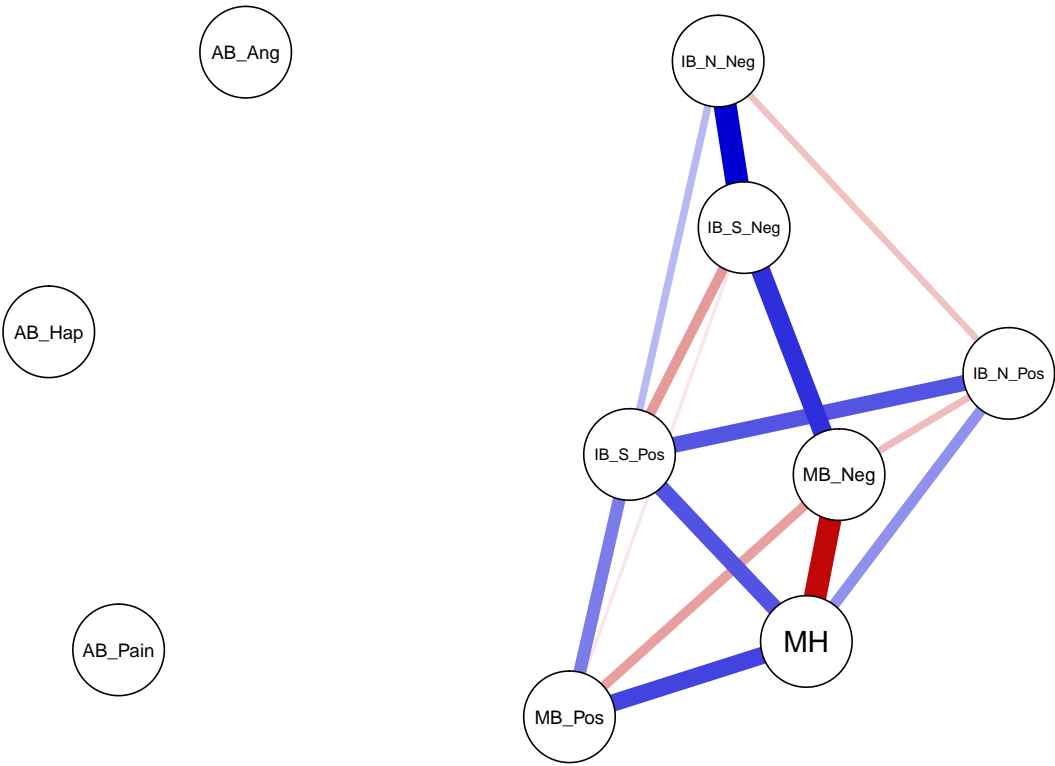 AB_Ang
IB_N_Neg
IB_S_Neg
AB_Hap
IB_N_Pos
IB_S_Pos
MB_Neg
AB_Pain
MH
MB_Pos